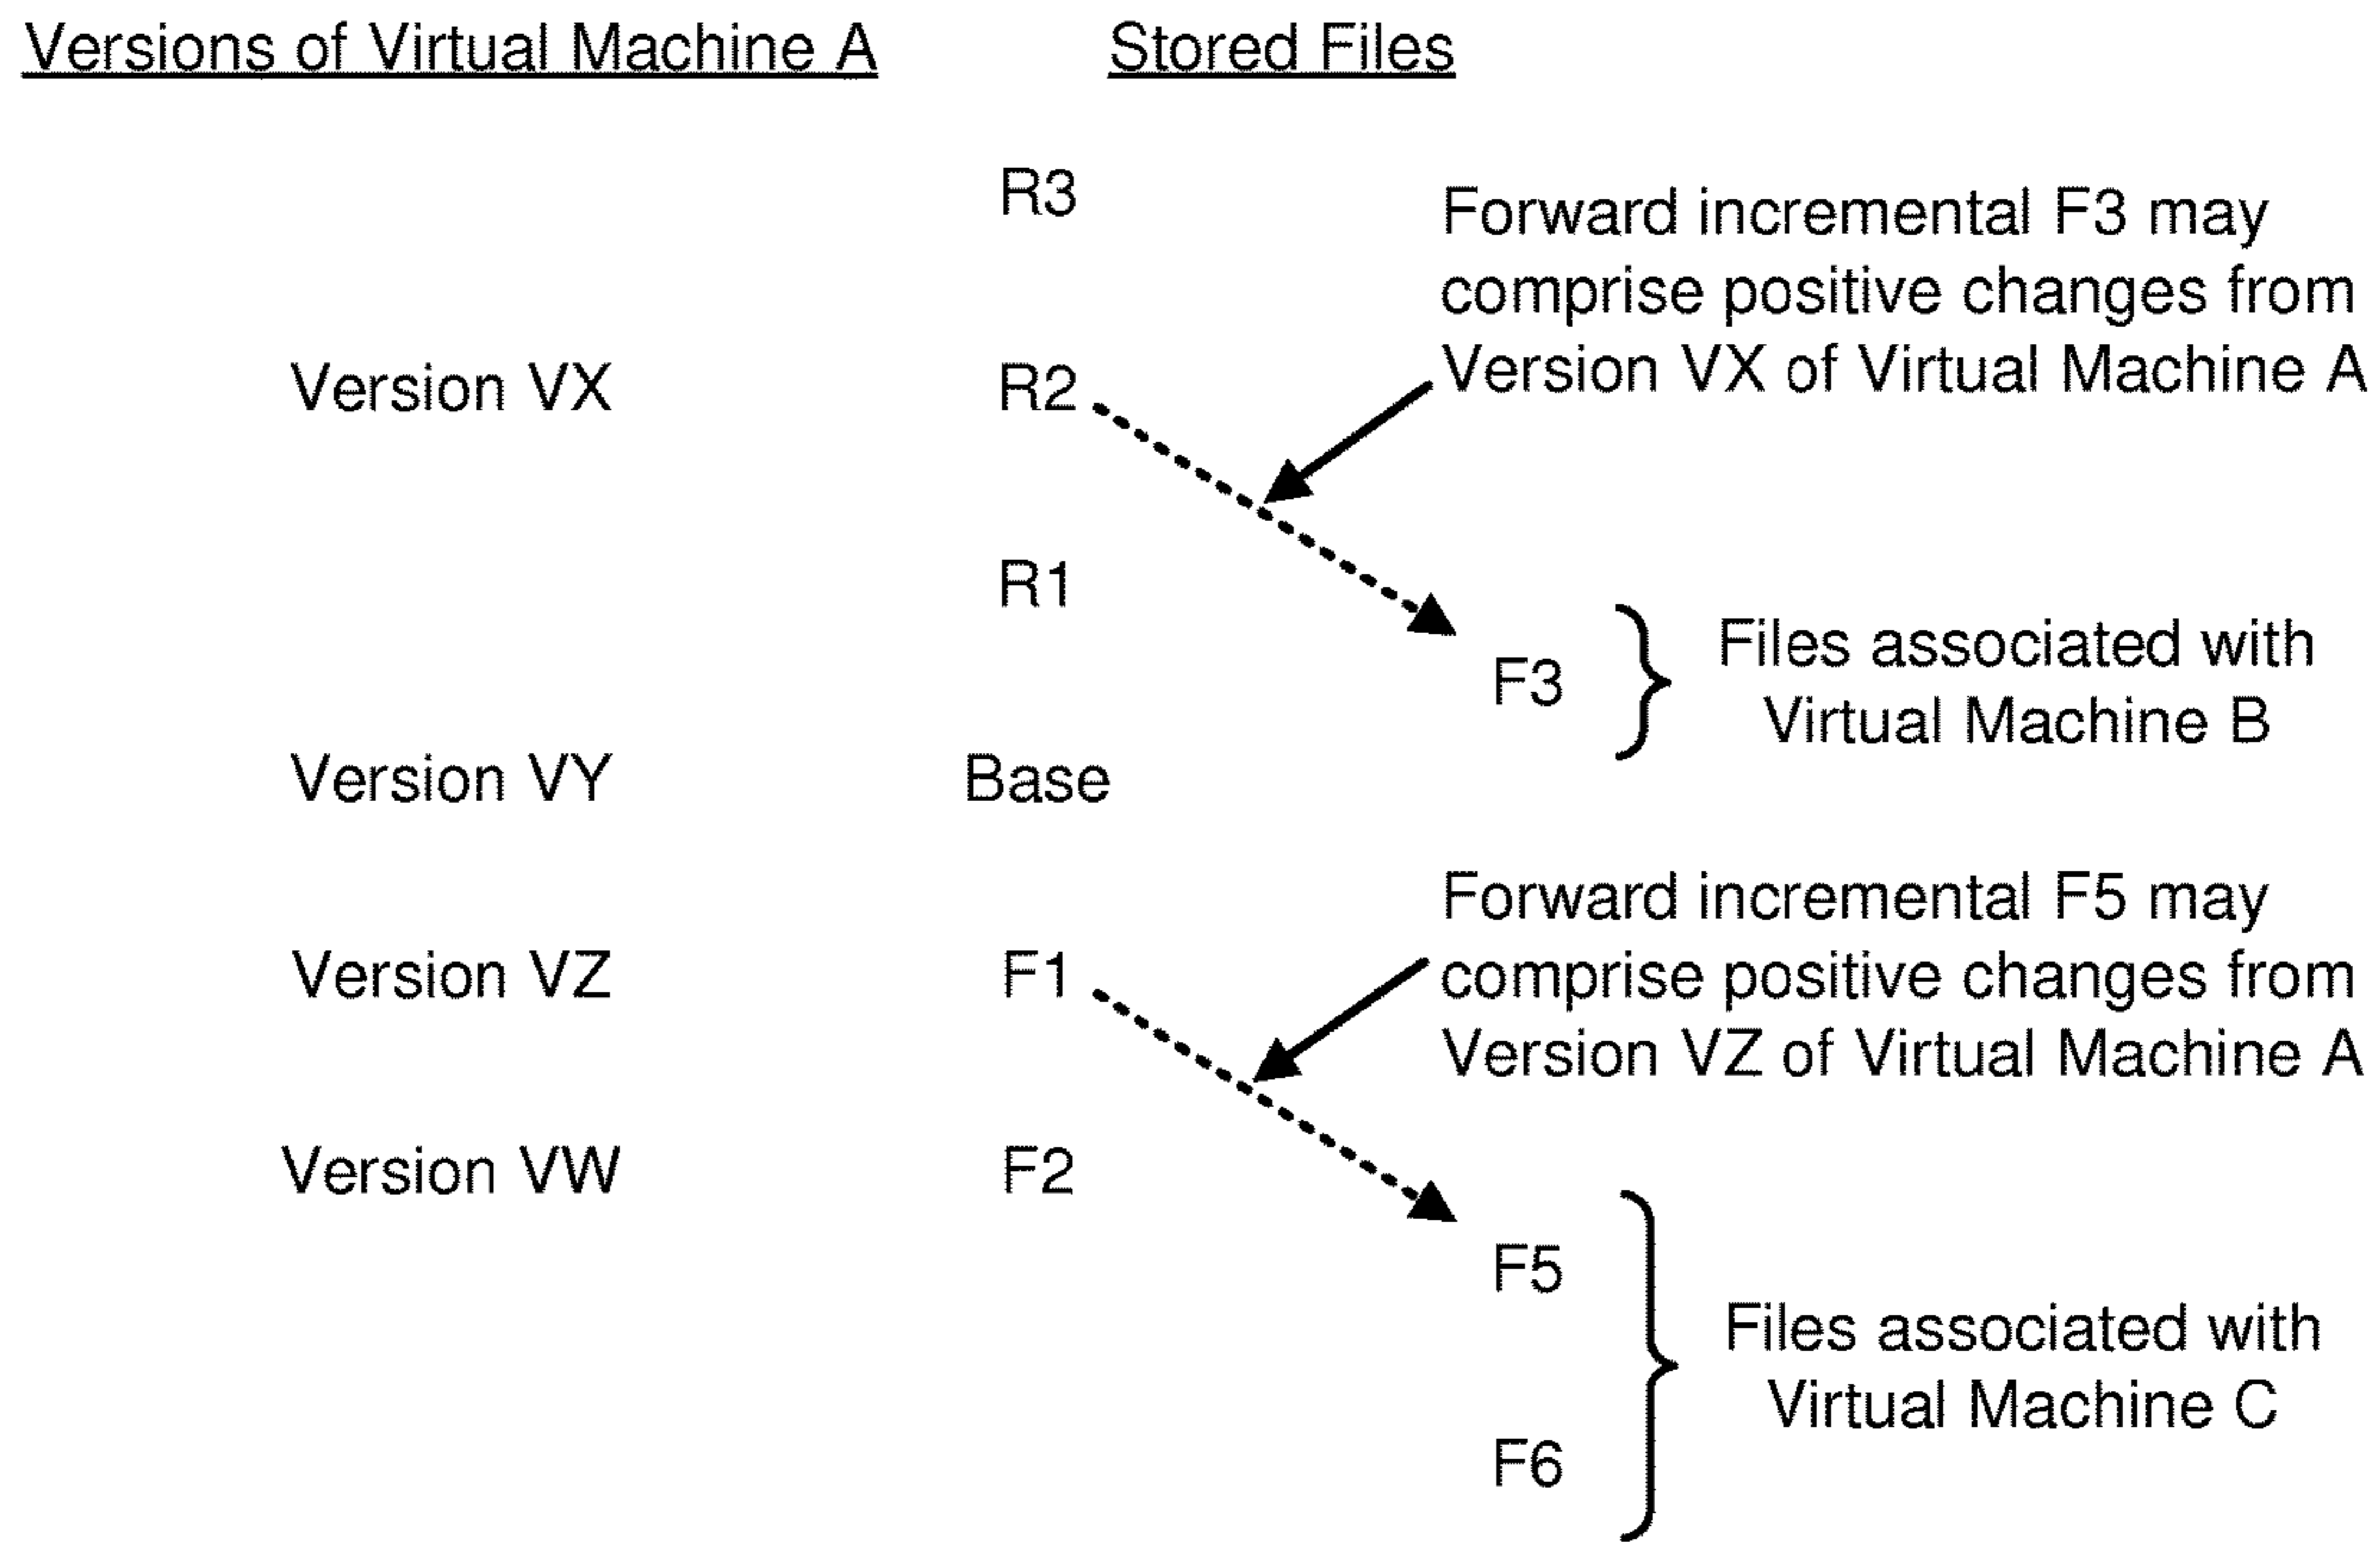 Versions of Virtual Machine A
Stored Files
R3
Forward incremental F3 may
comprise positive changes from
Version VX of Virtual Machine A
Version VX
R2
R1
F3
Files associated with
Virtual Machine B
Version VY
Base
Forward incremental F5 may
comprise positive changes from
Version VZ of Virtual Machine A
Version VZ
F1
Version VW
F2
F5
Files associated with
Virtual Machine C
F6